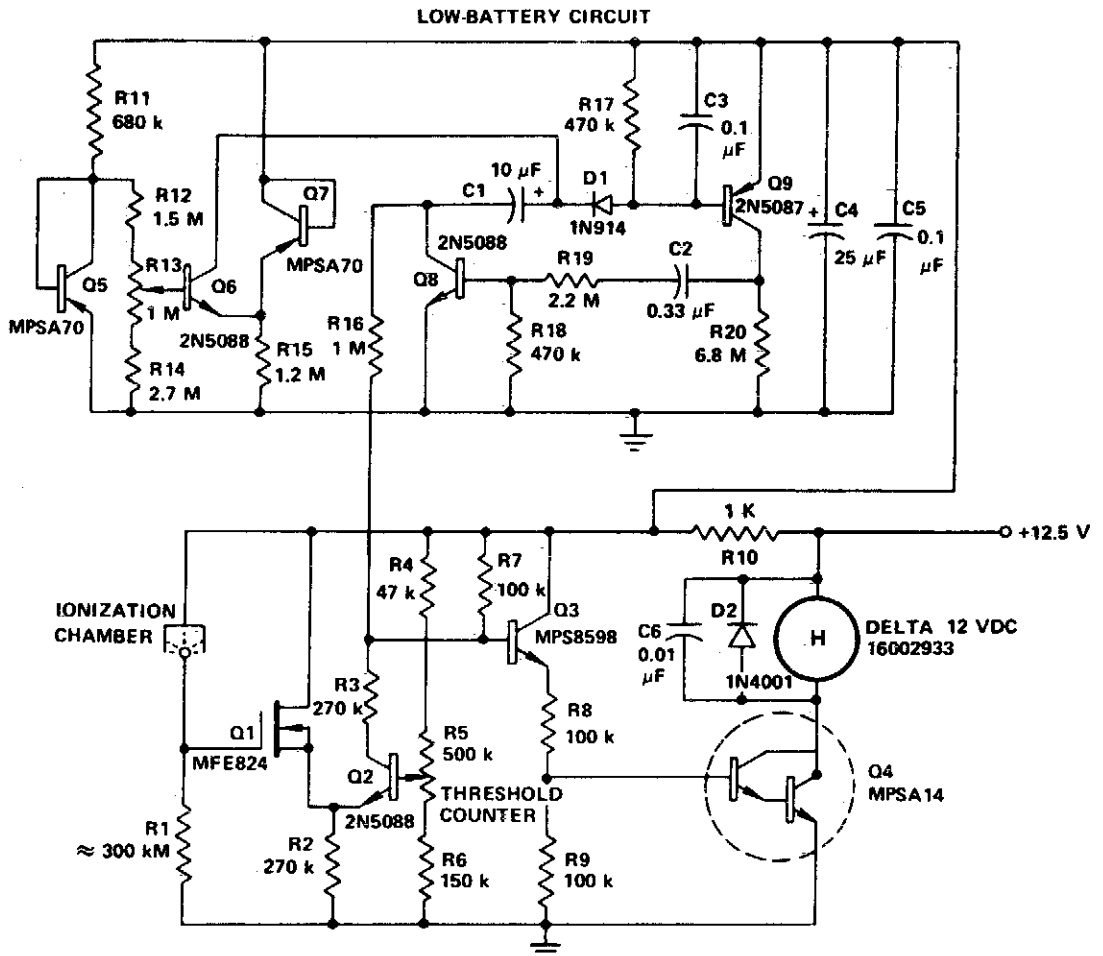 LOW-BATTERY CIRCUIT
R11
680 k
R12
1.5 M
R13
1 M
R14
2.7 M
Q5
MPSA70
Q6
2N5088
Q7
MPSA70
R15
1.2 M
R16
1 M
10 µF
C1
+
D1
1N914
2N5088
Q8
R17
470 k
C3
0.1
µF
Q9
2N5087
R19
2.2 M
C2
0.33 µF
R18
470 k
R20
6.8 M
+
C4
25 µF
C5
0.1
µF
1 K
R10
+12.5 V
IONIZATION
CHAMBER
R4
47 k
R7
100 k
Q3
MPS8598
C6
0.01
µF
D2
1N4001
H
DELTA 12 VDC
16002933
R3
270 k
Q1
MFE824
Q2
2N5088
R5
500 k
THRESHOLD
COUNTER
R8
100 k
Q4
MPSA14
R1
≈ 300 kM
R2
270 k
R6
150 k
R9
100 k